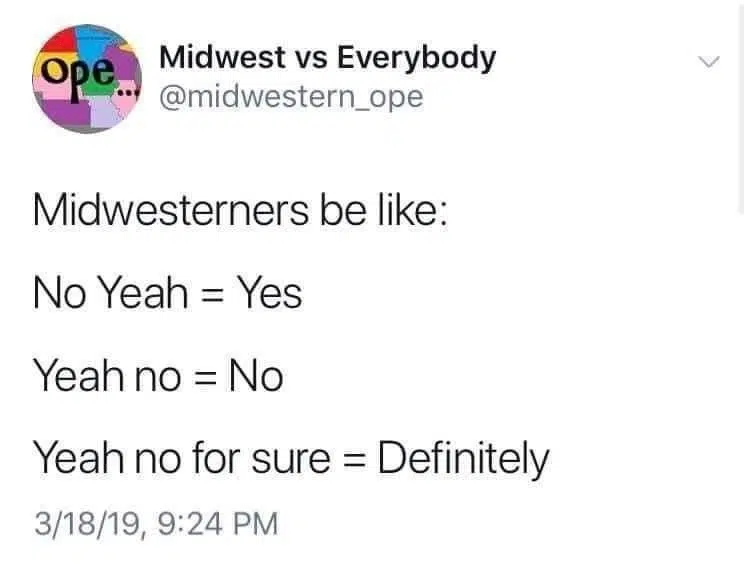 Ope...
Midwest vs Everybody
@midwestern_ope
Midwesterners be like:
No Yeah = Yes
Yeah no = No
Yeah no for sure = Definitely
3/18/19, 9:24 PM